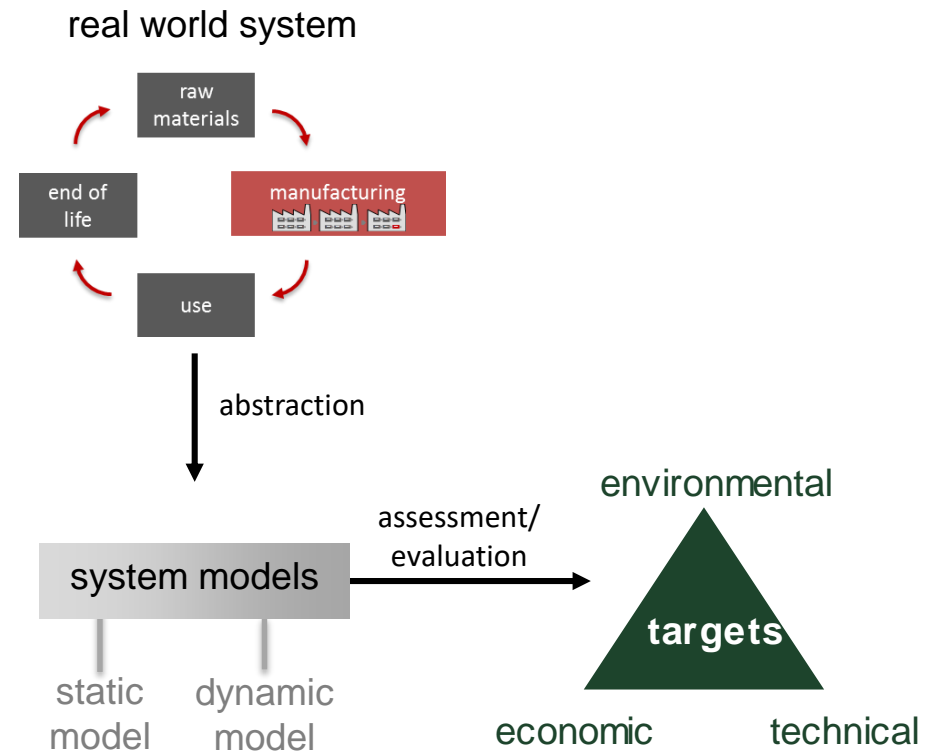 real world system
raw
materials
end of
life
manufacturing
use
abstraction
environmental
assessment/
evaluation
system models
targets
static
model
dynamic
model
economic
technical